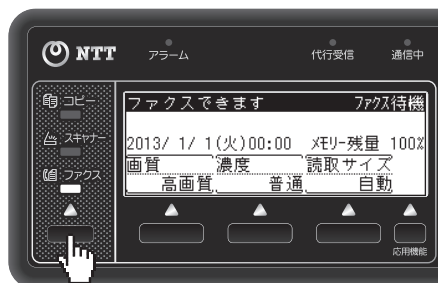 NTT
アラーム
代行受信
通信中
コピー
スキャナー
ファクス
ファクスできます ファクス待機
2013/ 1/ 1(火)00:00 メモリー残量 100%
画質 濃度 読取サイズ
高画質 普通 自動
応用機能